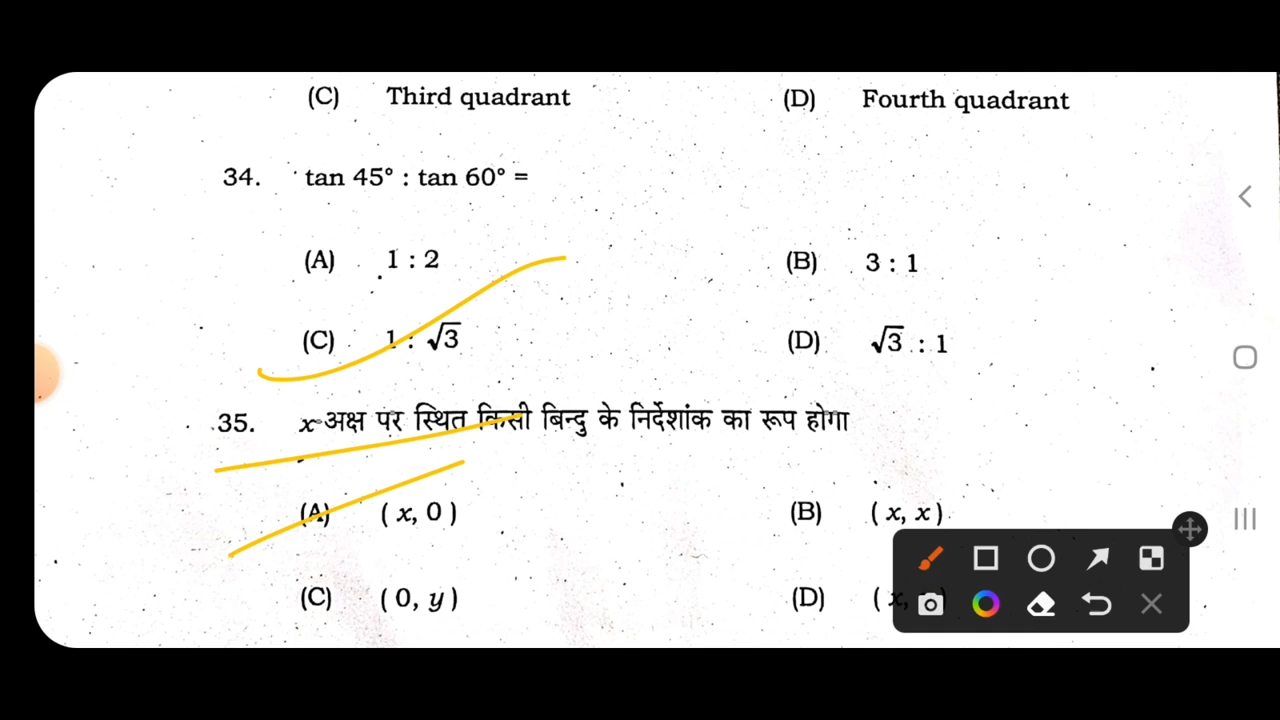 (C) Third quadrant (D) Fourth quadrant
34. tan 45° : tan 60° =
(A) 1 : 2 (B) 3 : 1
(C) 1 : √3 (D) √3 : 1
35. x-अक्ष पर स्थित किसी बिन्दु के निर्देशांक का रूप होगा
(A) ( x, 0 ) (B) ( x, x )
(C) ( 0, y ) (D) ( x,